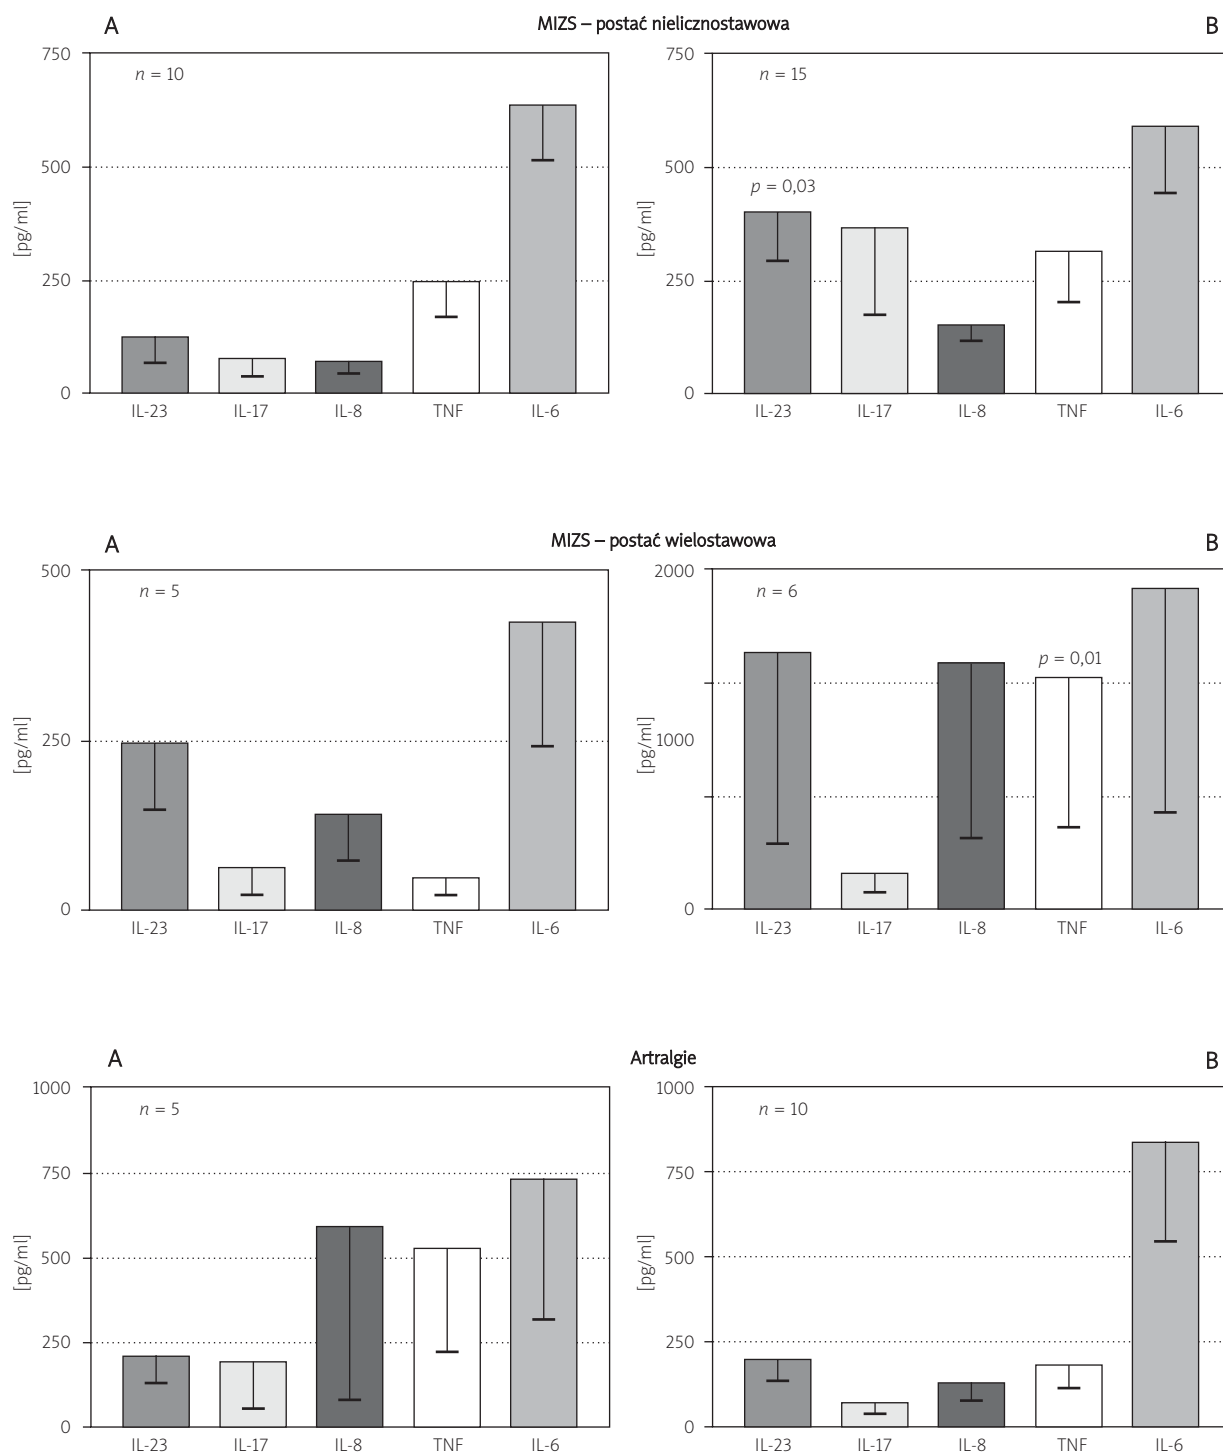 A MIZS – postać nielicznostawowa B
750 750
n = 10 n = 15
500 500
p = 0,03
[pg/ml] [pg/ml]
250 250
0 0
IL-23 IL-17 IL-8 TNF IL-6 IL-23 IL-17 IL-8 TNF IL-6
A MIZS – postać wielostawowa B
500 2000
n = 5 n = 6
p = 0,01
[pg/ml] [pg/ml]
250 1000
0 0
IL-23 IL-17 IL-8 TNF IL-6 IL-23 IL-17 IL-8 TNF IL-6
A Artralgie B
1000 1000
n = 5 n = 10
750 750
500 500
[pg/ml] [pg/ml]
250 250
0 0
IL-23 IL-17 IL-8 TNF IL-6 IL-23 IL-17 IL-8 TNF IL-6